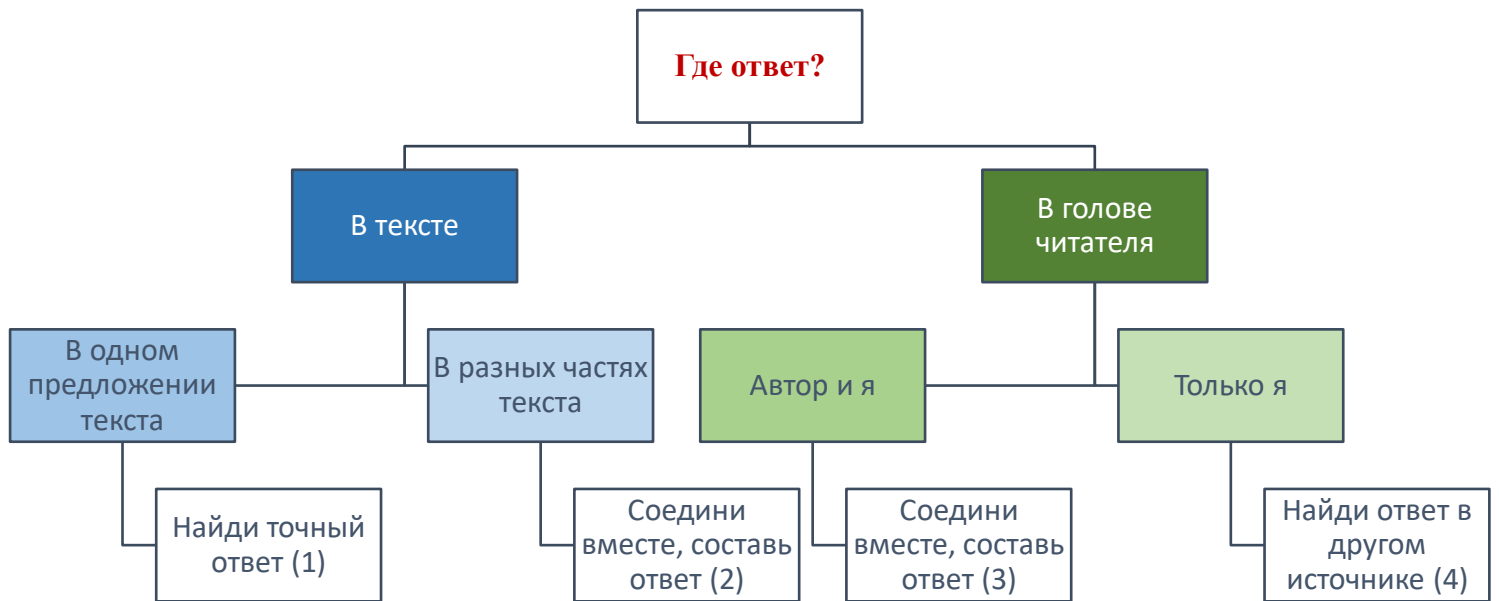 Где ответ?
В тексте
В голове
читателя
В одном
предложении
текста
В разных частях
текста
Автор и я
Только я
Найди точный
ответ (1)
Соедини
вместе, составь
ответ (2)
Соедини
вместе, составь
ответ (3)
Найди ответ в
другом
источнике (4)